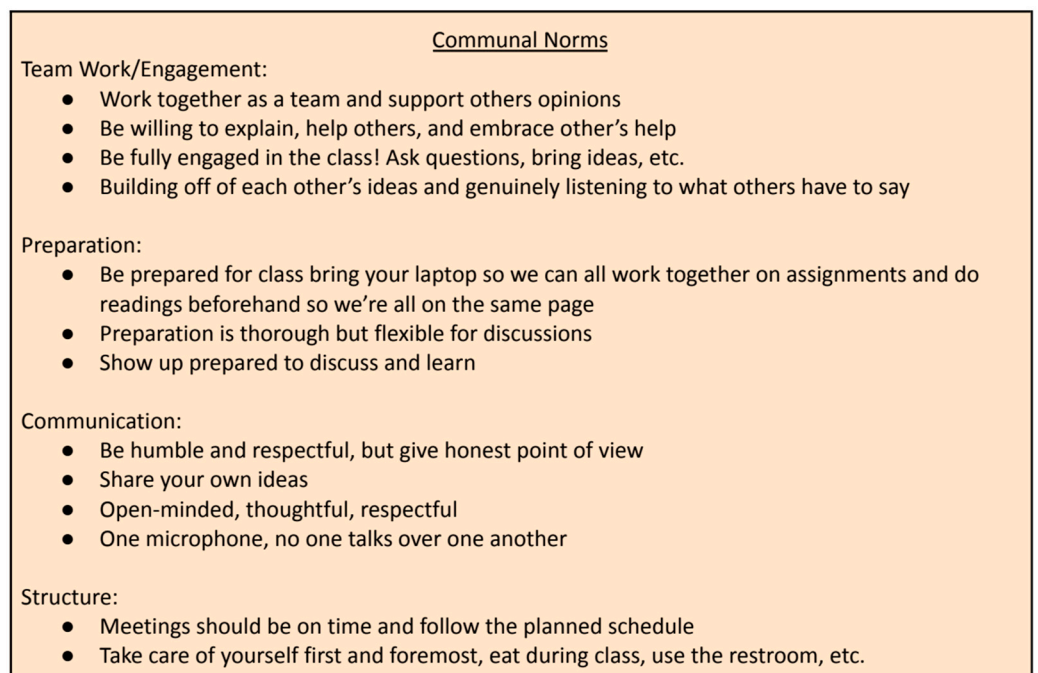 Communal Norms
Team Work/Engagement:
● Work together as a team and support others opinions
● Be willing to explain, help others, and embrace other’s help
● Be fully engaged in the class! Ask questions, bring ideas, etc.
● Building off of each other’s ideas and genuinely listening to what others have to say
Preparation:
● Be prepared for class bring your laptop so we can all work together on assignments and do
readings beforehand so we’re all on the same page
● Preparation is thorough but flexible for discussions
● Show up prepared to discuss and learn
Communication:
● Be humble and respectful, but give honest point of view
● Share your own ideas
● Open-minded, thoughtful, respectful
● One microphone, no one talks over one another
Structure:
● Meetings should be on time and follow the planned schedule
● Take care of yourself first and foremost, eat during class, use the restroom, etc.